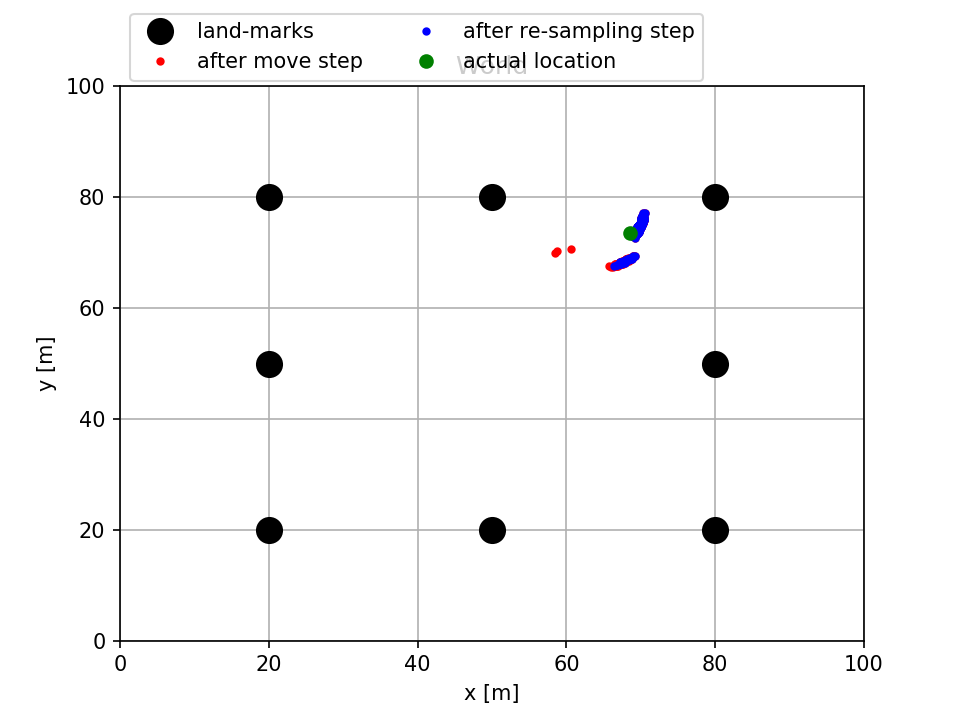 land-marks
after move step
after re-sampling step
actual location
World
100
80
60
40
20
0
y [m]
0 20 40 60 80 100
x [m]